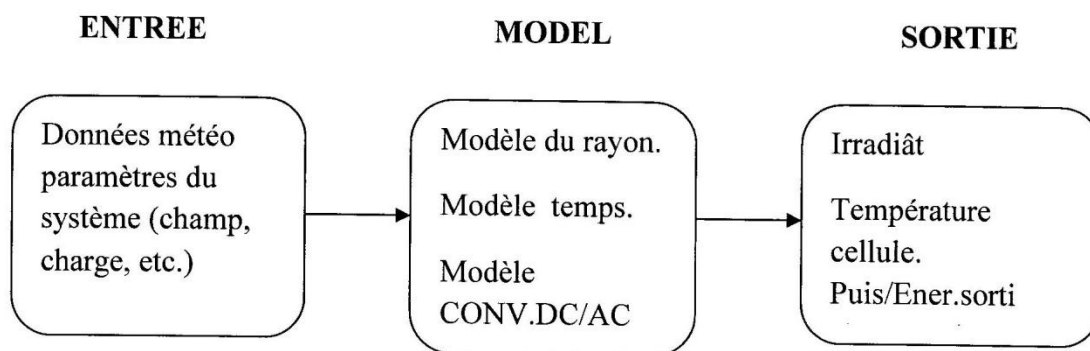 ENTREE
MODEL
SORTIE
Données météo
paramètres du
système (champ,
charge, etc.)
Modèle du rayon.
Modèle temps.
Modèle
CONV.DC/AC
Irradiât
Température
cellule.
Puis/Ener.sorti